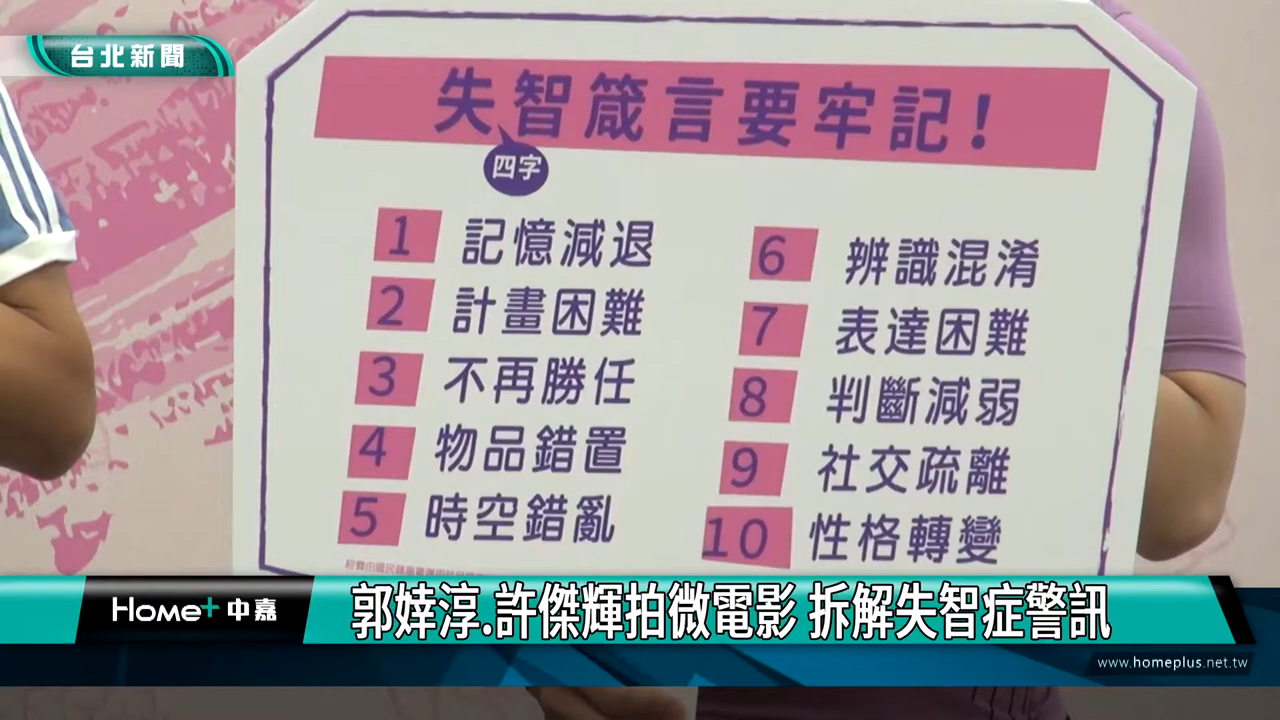 台北新聞
失智箴言要牢記!
四字
1 記憶減退
2 計畫困難
3 不再勝任
4 物品錯置
5 時空錯亂
6 辨識混淆
7 表達困難
8 判斷減弱
9 社交疏離
10 性格轉變
Home+中嘉
郭婞淳.許傑輝拍微電影 拆解失智症警訊
www.homeplus.net.tw